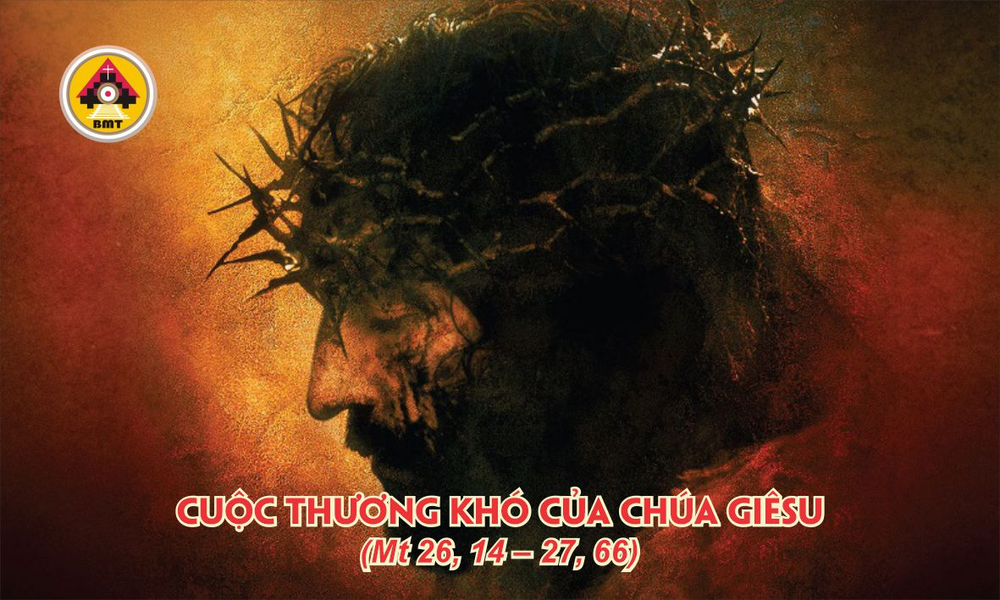 BMT
CUỘC THƯƠNG KHÓ CỦA CHÚA GIÊSU
(Mt 26, 14 – 27, 66)